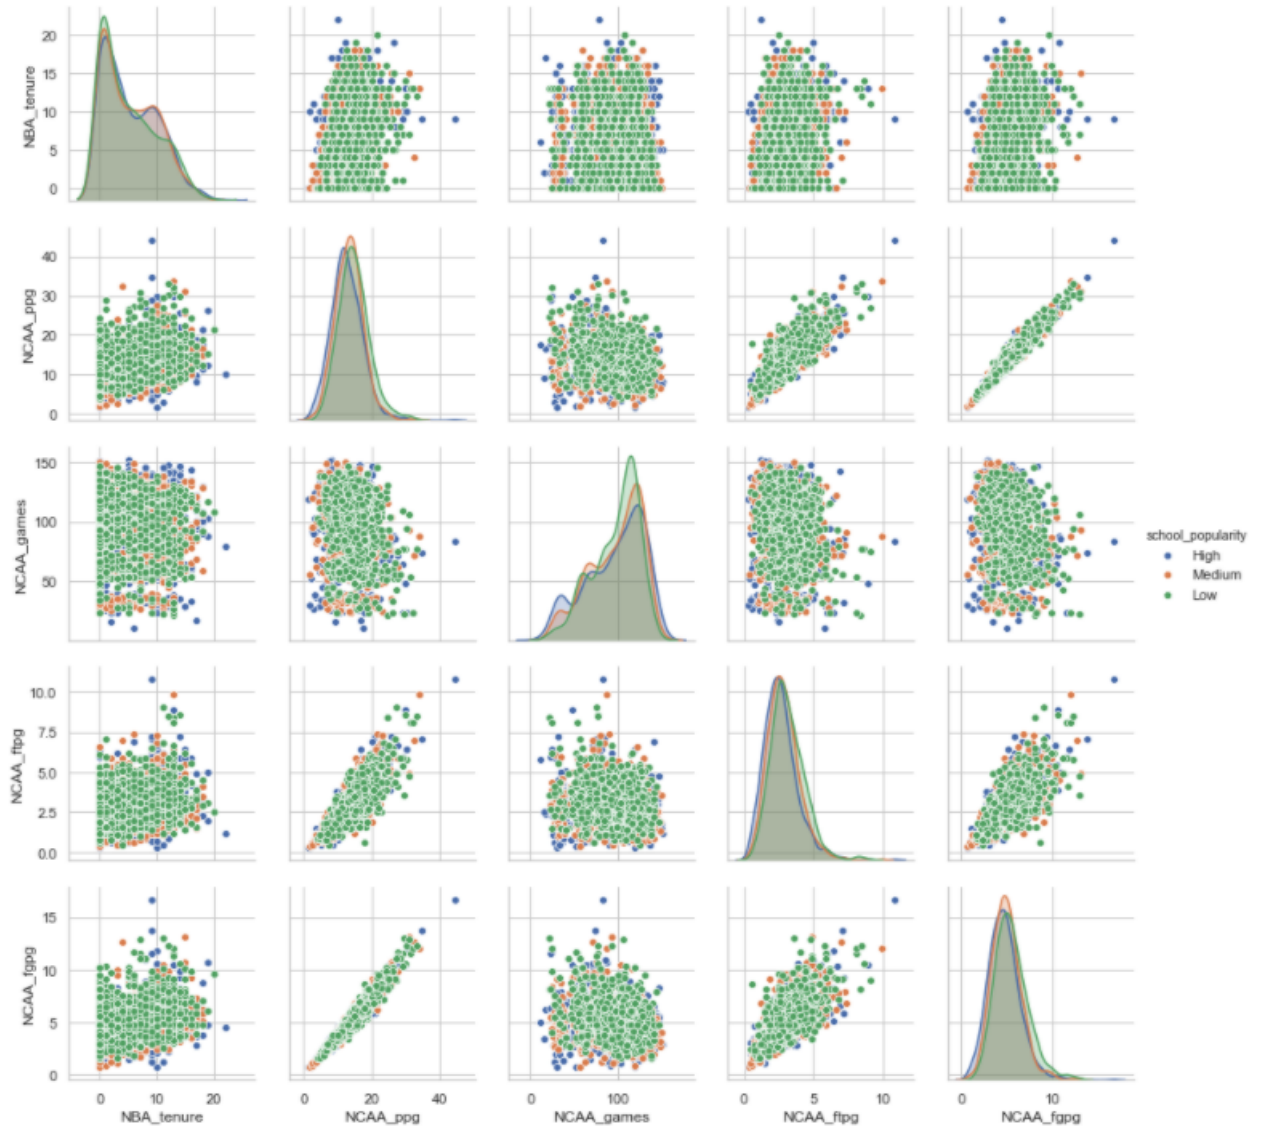 NBA_tenure
20
15
10
5
0
NCAA_ppg
40
30
20
10
0
NCAA_games
150
100
50
school_popularity
High
Medium
Low
NCAA_ftpg
10.0
7.5
5.0
2.5
0.0
NCAA_fgpg
15
10
5
0
0 20 0 20 40 0 100 0 5 10 0 10
NBA_tenure NCAA_ppg NCAA_games NCAA_ftpg NCAA_fgpg